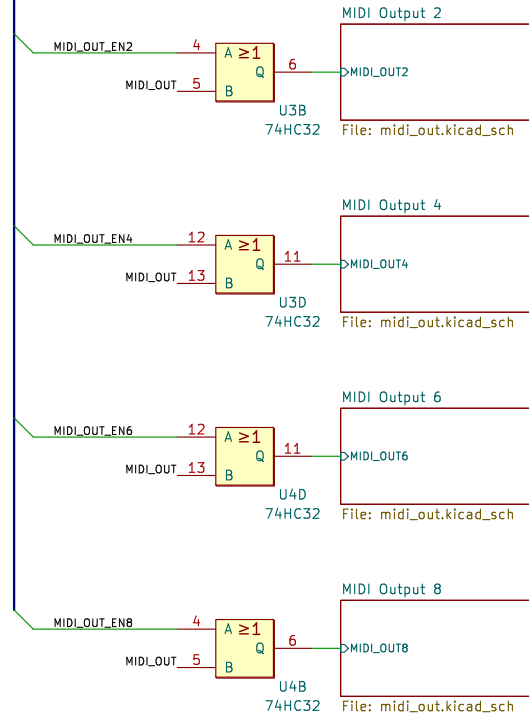 MIDI Output 2
MIDI_OUT_EN2 4 A ≥1
Q 6 MIDI_OUT2
MIDI_OUT 5 B
U3B
74HC32 File: midi_out.kicad_sch
MIDI Output 4
MIDI_OUT_EN4 12 A ≥1
Q 11 MIDI_OUT4
MIDI_OUT 13 B
U3D
74HC32 File: midi_out.kicad_sch
MIDI Output 6
MIDI_OUT_EN6 12 A ≥1
Q 11 MIDI_OUT6
MIDI_OUT 13 B
U4D
74HC32 File: midi_out.kicad_sch
MIDI Output 8
MIDI_OUT_EN8 4 A ≥1
Q 6 MIDI_OUT8
MIDI_OUT 5 B
U4B
74HC32 File: midi_out.kicad_sch